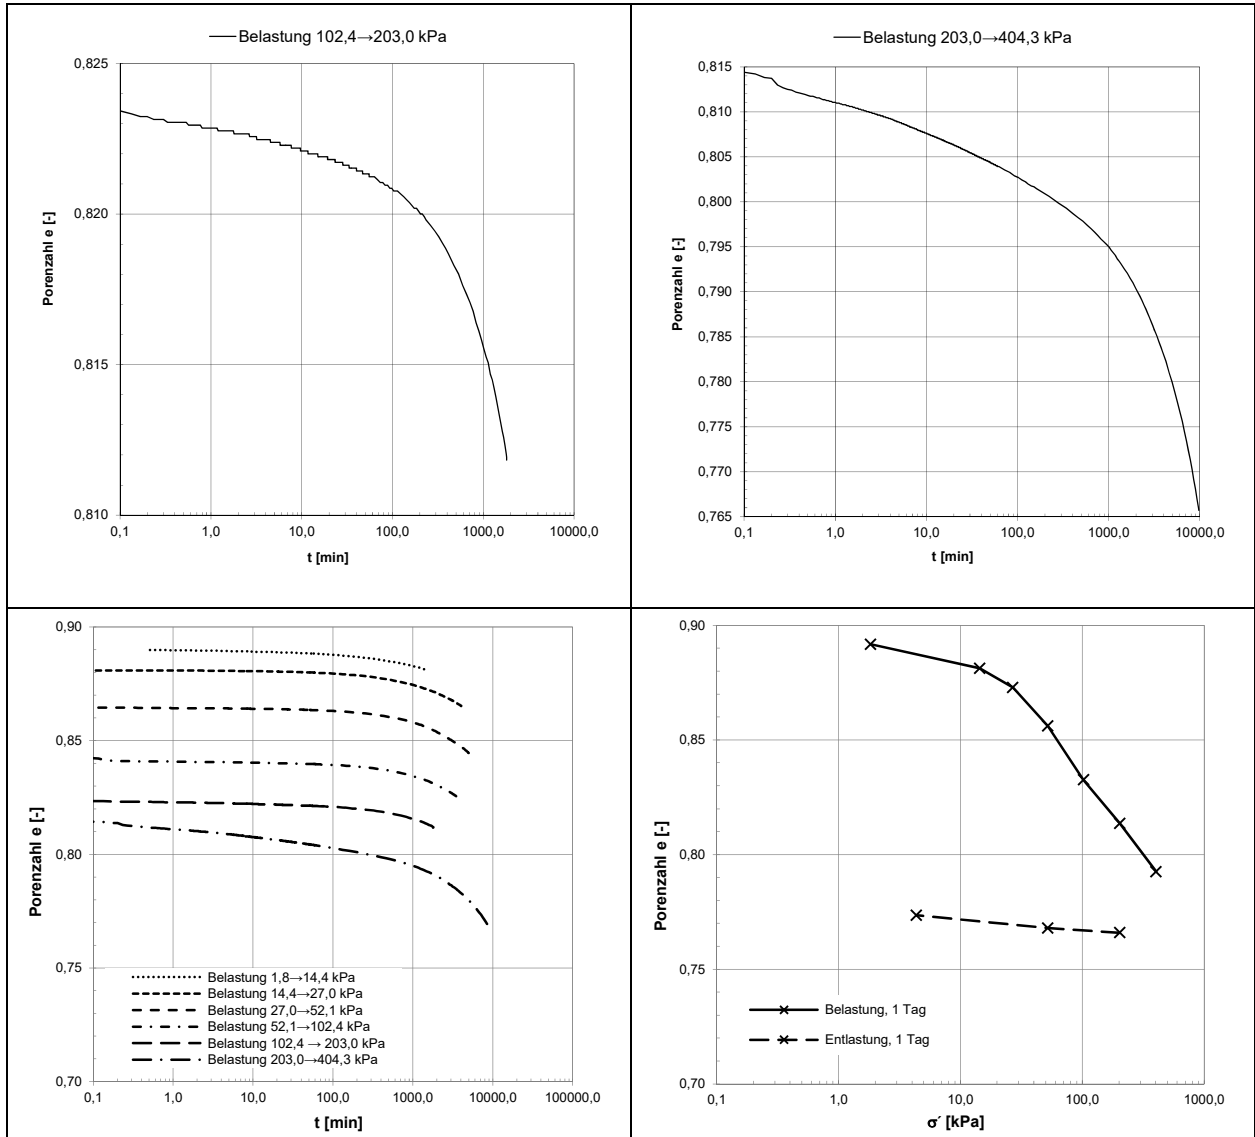 Belastung 102,4→203,0 kPa
0,825
0,820
0,815
0,810
Porenzahl e [-]
0,1 1,0 10,0 100,0 1000,0 10000,0
t [min]
Belastung 203,0→404,3 kPa
0,815
0,810
0,805
0,800
0,795
0,790
0,785
0,780
0,775
0,770
0,765
Porenzahl e [-]
0,1 1,0 10,0 100,0 1000,0 10000,0
t [min]
0,90
0,85
0,80
0,75
0,70
Porenzahl e [-]
Belastung 1,8→14,4 kPa
Belastung 14,4→27,0 kPa
Belastung 27,0→52,1 kPa
Belastung 52,1→102,4 kPa
Belastung 102,4 → 203,0 kPa
Belastung 203,0→404,3 kPa
0,1 1,0 10,0 100,0 1000,0 10000,0 100000,0
t [min]
0,90
0,85
0,80
0,75
0,70
Porenzahl e [-]
Belastung, 1 Tag
Entlastung, 1 Tag
0,1 1,0 10,0 100,0 1000,0
σ´ [kPa]